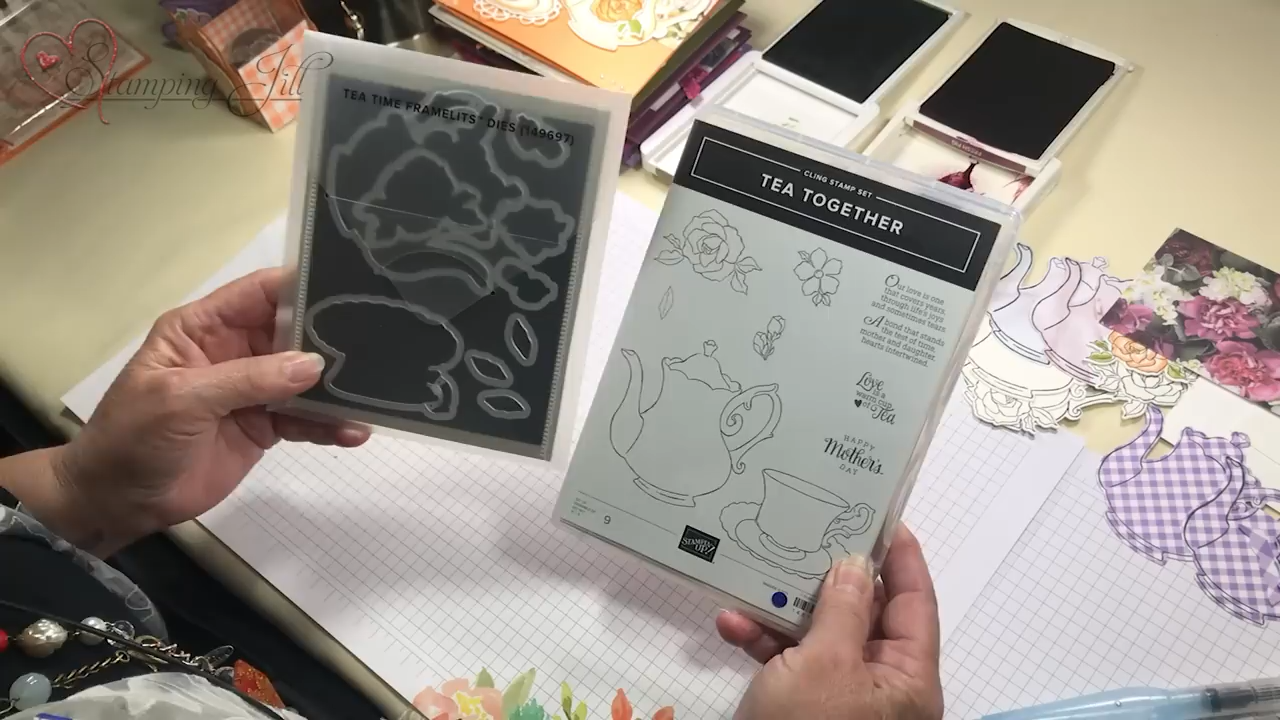 Stamping Jill
TEA TIME FRAMELITS® DIES (149697)
CLING STAMP SET
TEA TOGETHER
Our love is one
that covers years,
through life's joys
and sometimes tears.
A bond that stands
the test of time,
mother and daughter,
hearts intertwined.
Love
is a
warm cup
of Tea
HAPPY
Mother's
DAY
9
STAMPIN'
UP!